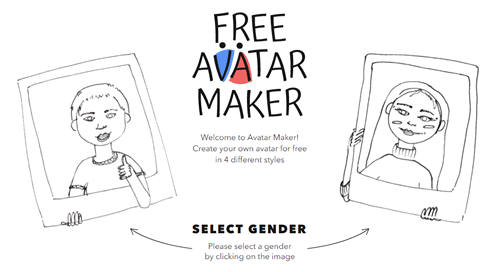 FREE
AVATAR
MAKER
Welcome to Avatar Maker!
Create your own avatar for free
in 4 different styles
SELECT GENDER
Please select a gender
by clicking on the image